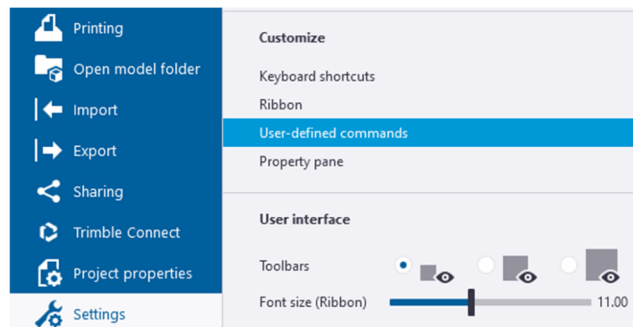 Printing
Open model folder
Import
Export
Sharing
Trimble Connect
Project properties
Settings
Customize
Keyboard shortcuts
Ribbon
User-defined commands
Property pane
User interface
Toolbars
Font size (Ribbon) 11.00